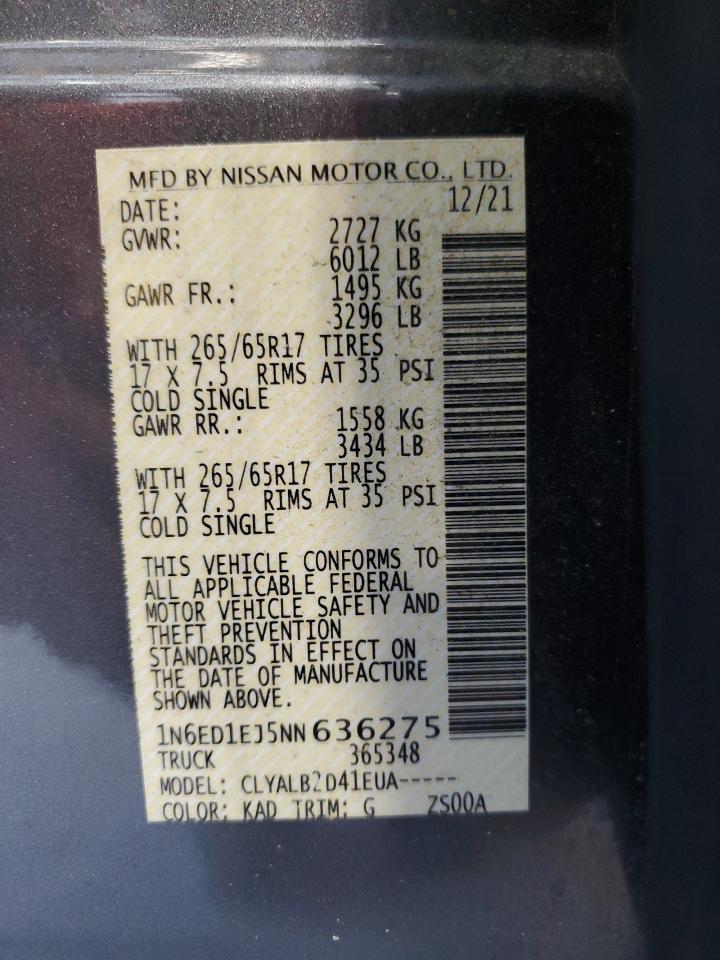 MFD BY NISSAN MOTOR CO., LTD.
DATE: 12/21
GVWR: 2727 KG
6012 LB
GAWR FR.: 1495 KG
3296 LB
WITH 265/65R17 TIRES
17 X 7.5 RIMS AT 35 PSI
COLD SINGLE
GAWR RR.: 1558 KG
3434 LB
WITH 265/65R17 TIRES
17 X 7.5 RIMS AT 35 PSI
COLD SINGLE
THIS VEHICLE CONFORMS TO
ALL APPLICABLE FEDERAL
MOTOR VEHICLE SAFETY AND
THEFT PREVENTION
STANDARDS IN EFFECT ON
THE DATE OF MANUFACTURE
SHOWN ABOVE.
1N6ED1EJ5NN636275
TRUCK 365348
MODEL: CLYALB2D41EUA-----
COLOR: KAD TRIM: G ZS00A